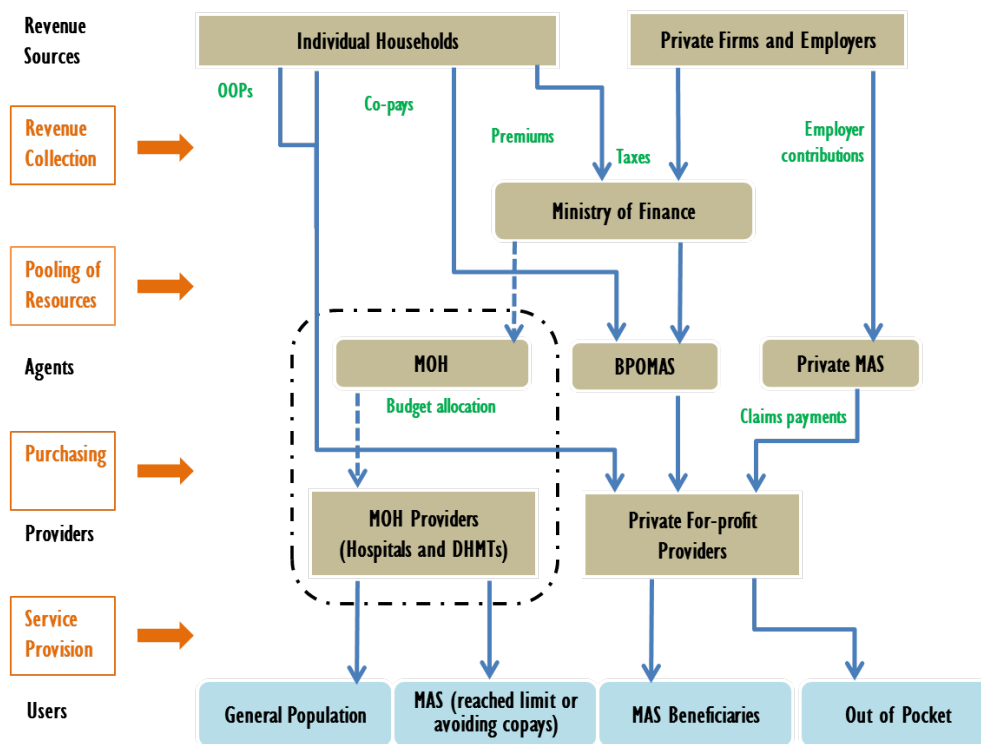 Revenue
Sources
Individual Households
Private Firms and Employers
OOPs
Co-pays
Premiums
Taxes
Employer
contributions
Revenue
Collection
Ministry of Finance
Pooling of
Resources
Agents
MOH
BPOMAS
Private MAS
Budget allocation
Claims payments
Purchasing
Providers
MOH Providers
(Hospitals and DHMTs)
Private For-profit
Providers
Service
Provision
Users
General Population
MAS (reached limit or
avoiding copays)
MAS Beneficiaries
Out of Pocket